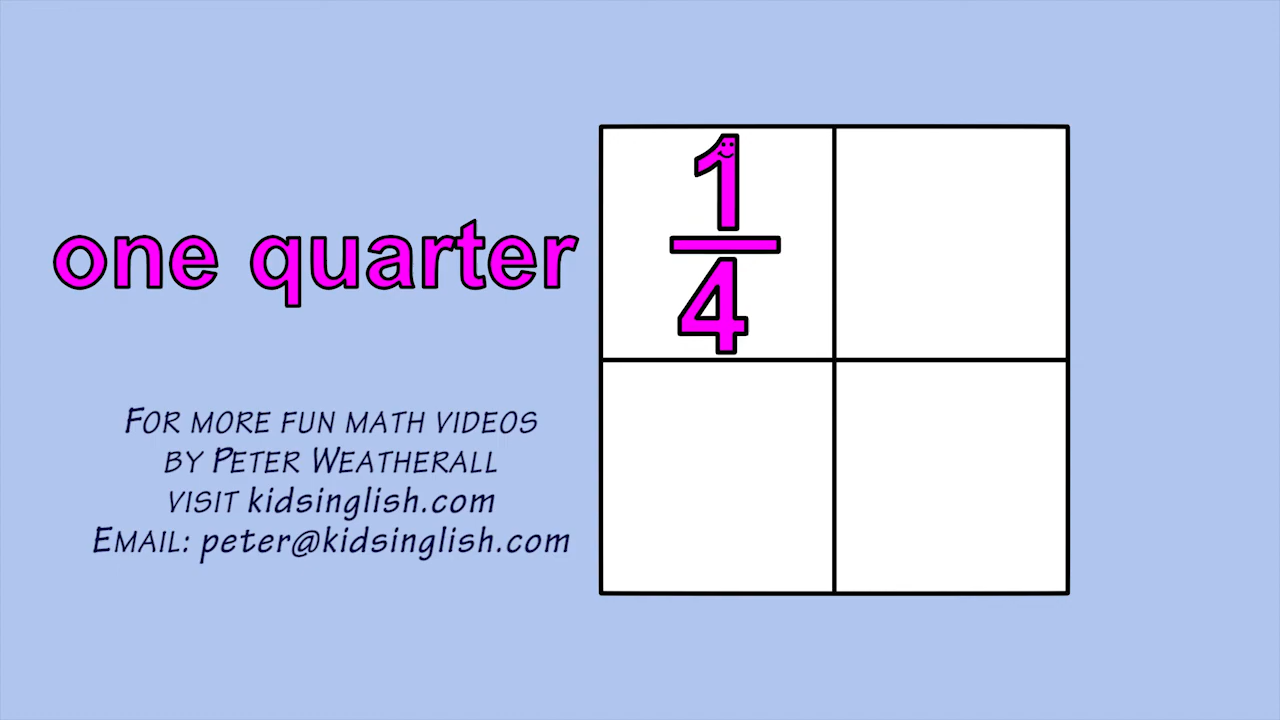 one quarter
1
4
FOR MORE FUN MATH VIDEOS
BY PETER WEATHERALL
VISIT kidsinglish.com
EMAIL: peter@kidsinglish.com